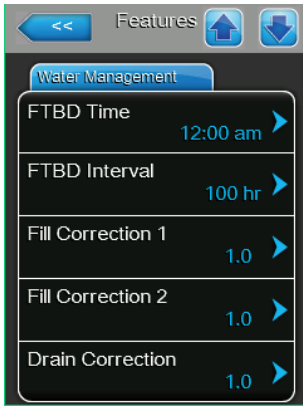 <<
Features
Water Management
FTBD Time
12:00 am
FTBD Interval
100 hr
Fill Correction 1
1.0
Fill Correction 2
1.0
Drain Correction
1.0